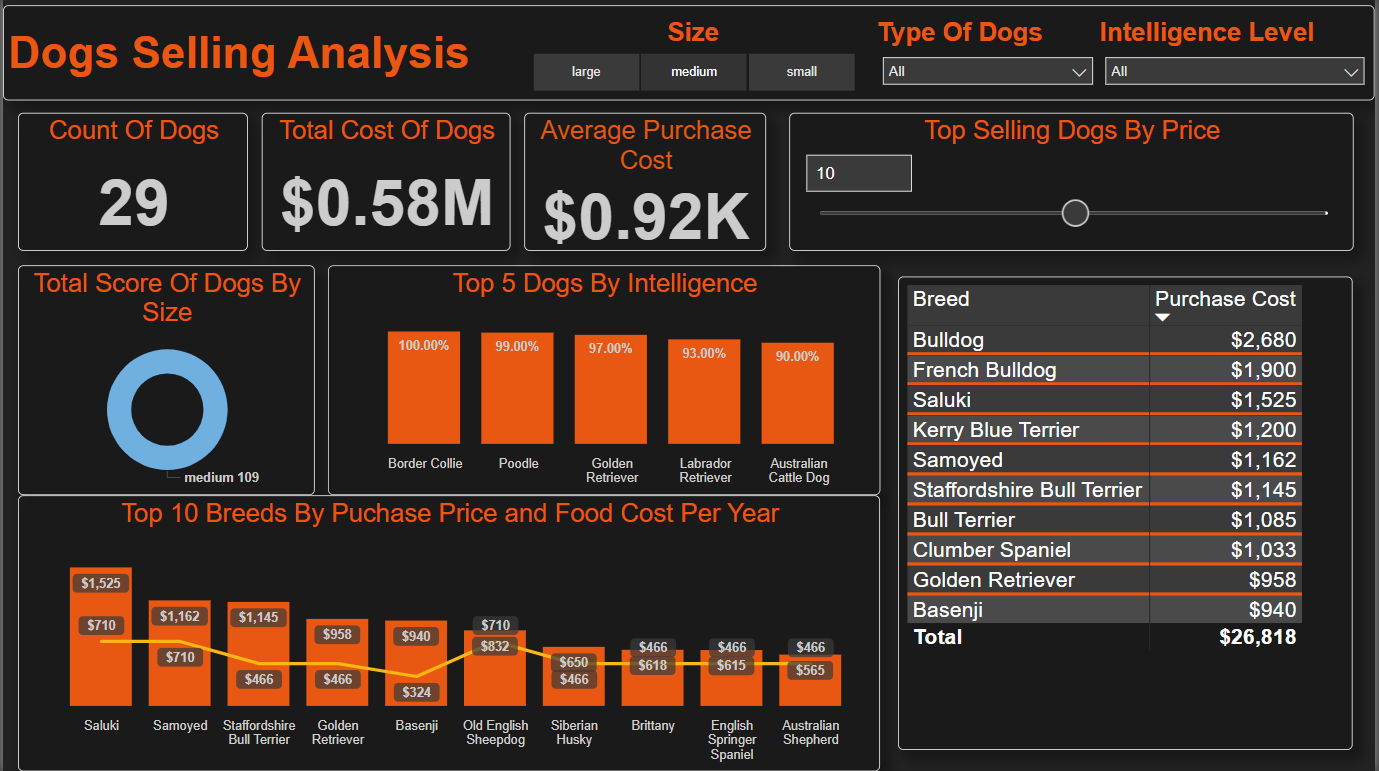 Dogs Selling Analysis
Size
large
medium
small
Type Of Dogs
All
Intelligence Level
All
Count Of Dogs
29
Total Cost Of Dogs
$0.58M
Average Purchase
Cost
$0.92K
Top Selling Dogs By Price
10
Total Score Of Dogs By
Size
medium 109
Top 5 Dogs By Intelligence
100.00%
99.00%
97.00%
93.00%
90.00%
Border Collie
Poodle
Golden
Retriever
Labrador
Retriever
Australian
Cattle Dog
Breed Purchase Cost
Bulldog $2,680
French Bulldog $1,900
Saluki $1,525
Kerry Blue Terrier $1,200
Samoyed $1,162
Staffordshire Bull Terrier $1,145
Bull Terrier $1,085
Clumber Spaniel $1,033
Golden Retriever $958
Basenji $940
Total $26,818
Top 10 Breeds By Puchase Price and Food Cost Per Year
$1,525
$710
$1,162
$710
$1,145
$466
$958
$466
$940
$324
$710
$832
$650
$466
$466
$618
$466
$615
$466
$565
Saluki
Samoyed
Staffordshire
Bull Terrier
Golden
Retriever
Basenji
Old English
Sheepdog
Siberian
Husky
Brittany
English
Springer
Spaniel
Australian
Shepherd